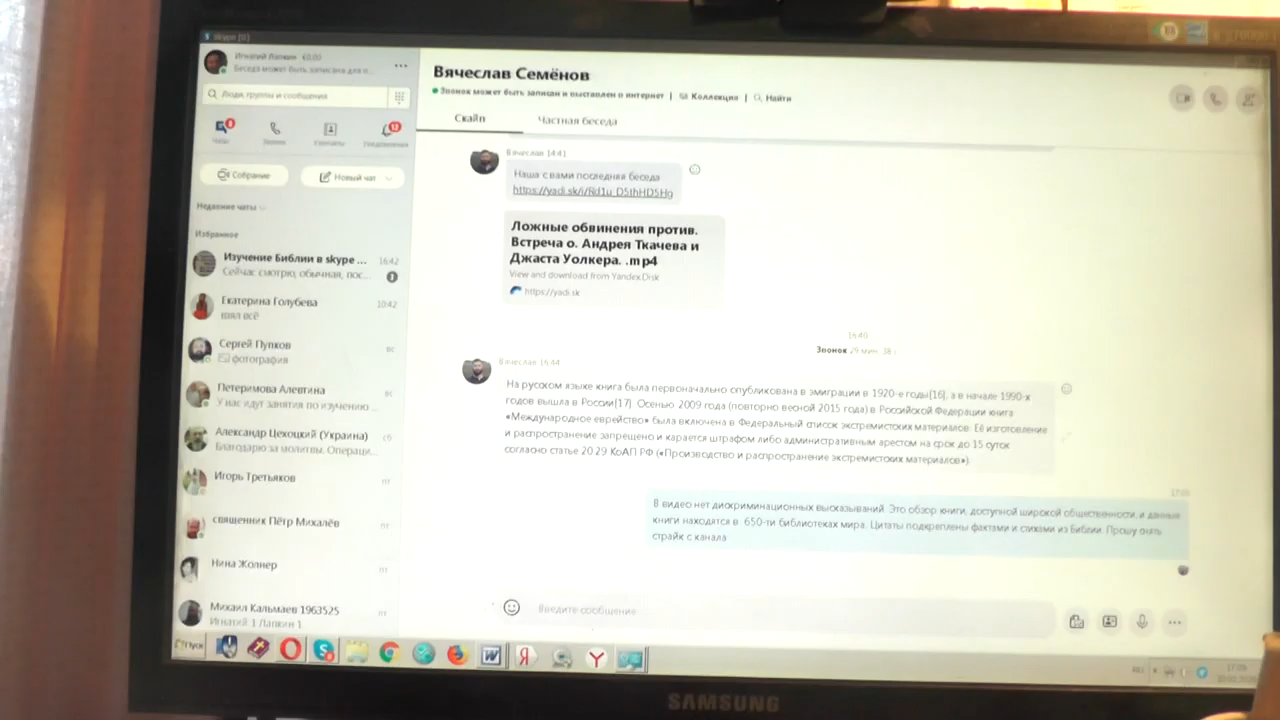 Skype [8]
Игнатий Лапкин €0,00
Беседа может быть записана для п...
Люди, группы и сообщения
Чаты
Звонки
Контакты
Уведомления
Собрание
Новый чат
Недавние чаты
Избранное
Изучение Библии в skype ... 16:42
Сейчас смотрю, обычная, пос... 1
Екатерина Голубева 10:42
взял всё
Сергей Пупков вс
фотография
Петеримова Алевтина вс
У нас идут занятия по изучению ...
Александр Цехоцкий (Украина) сб
Благодарю за молитвы. Операци...
Игорь Третьяков пт
священник Пётр Михалёв пт
Нина Жолнер пт
Михаил Кальмаев 1963525 пт
Игнатий 1 Лапкин 1
Вячеслав Семёнов
Звонок может быть записан и выставлен в интернет | Коллекция | Найти
Скайп Частная беседа
Вячеслав 14:41
Наша с вами последняя беседа
https://yadi.sk/i/Rd1u_D5thHD5Hg
Ложные обвинения против.
Встреча о. Андрея Ткачева и
Джаста Уолкера. .mp4
View and download from Yandex.Disk
https://yadi.sk
16:40
Звонок 29 мин. 38 с
Вячеслав 16:44
На русском языке книга была первоначально опубликована в эмиграции в 1920-е годы[16], а в начале 1990-х
годов вышла в России[17]. Осенью 2009 года (повторно весной 2015 года) в Российской Федерации книга
«Международное еврейство» была включена в Федеральный список экстремистских материалов. Её изготовление
и распространение запрещено и карается штрафом либо административным арестом на срок до 15 суток
согласно статье 20.29 КоАП РФ («Производство и распространение экстремистских материалов»).
В видео нет дискриминационных высказываний. Это обзор книги, доступной широкой общественности, и данные
книги находятся в 650-ти библиотеках мира. Цитаты подкреплены фактами и стихами из Библии. Прошу снять
страйк с канала
Введите сообщение
Пуск
SAMSUNG